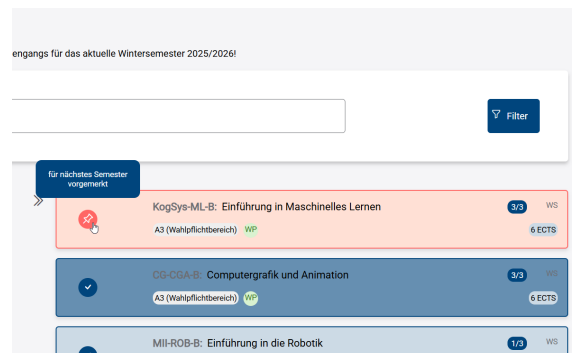 engangs für das aktuelle Wintersemester 2025/2026!
Filter
für nächstes Semester
vorgemerkt
KogSys-ML-B: Einführung in Maschinelles Lernen 3/3 WS
A3 (Wahlpflichtbereich) WP 6 ECTS
CG-CGA-B: Computergrafik und Animation 3/3 WS
A3 (Wahlpflichtbereich) WP 6 ECTS
MII-ROB-B: Einführung in die Robotik 1/3 WS